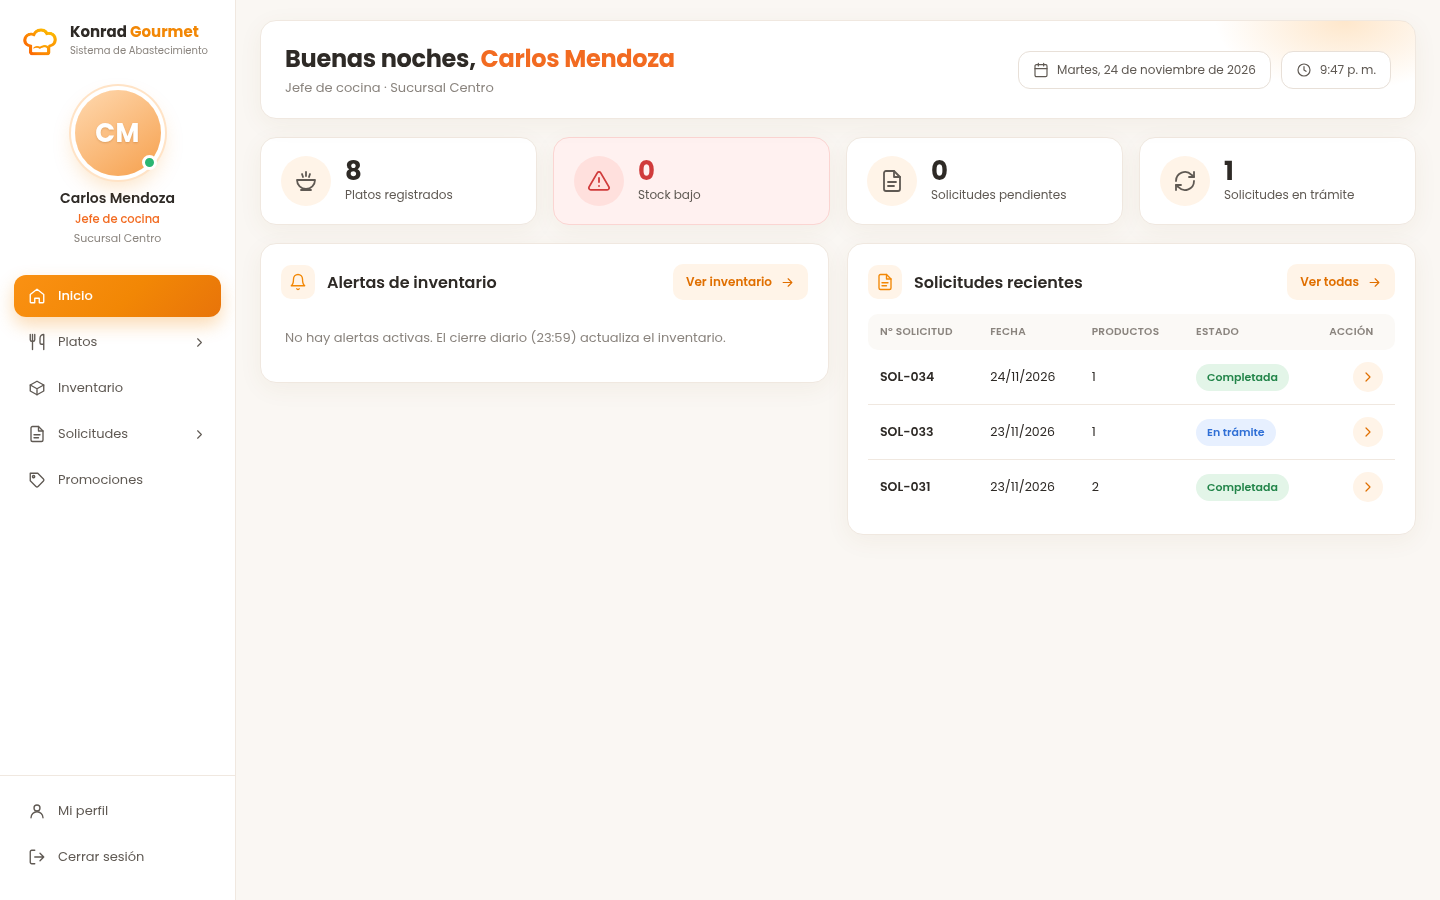 Konrad Gourmet
Sistema de Abastecimiento
CM
Carlos Mendoza
Jefe de cocina
Sucursal Centro
Inicio
Platos
Inventario
Solicitudes
Promociones
Mi perfil
Cerrar sesión
Buenas noches, Carlos Mendoza
Jefe de cocina · Sucursal Centro
Martes, 24 de noviembre de 2026
9:47 p. m.
8
Platos registrados
0
Stock bajo
0
Solicitudes pendientes
1
Solicitudes en trámite
Alertas de inventario
Ver inventario
No hay alertas activas. El cierre diario (23:59) actualiza el inventario.
Solicitudes recientes
Ver todas
Nº SOLICITUD FECHA PRODUCTOS ESTADO ACCIÓN
SOL-034 24/11/2026 1 Completada
SOL-033 23/11/2026 1 En trámite
SOL-031 23/11/2026 2 Completada